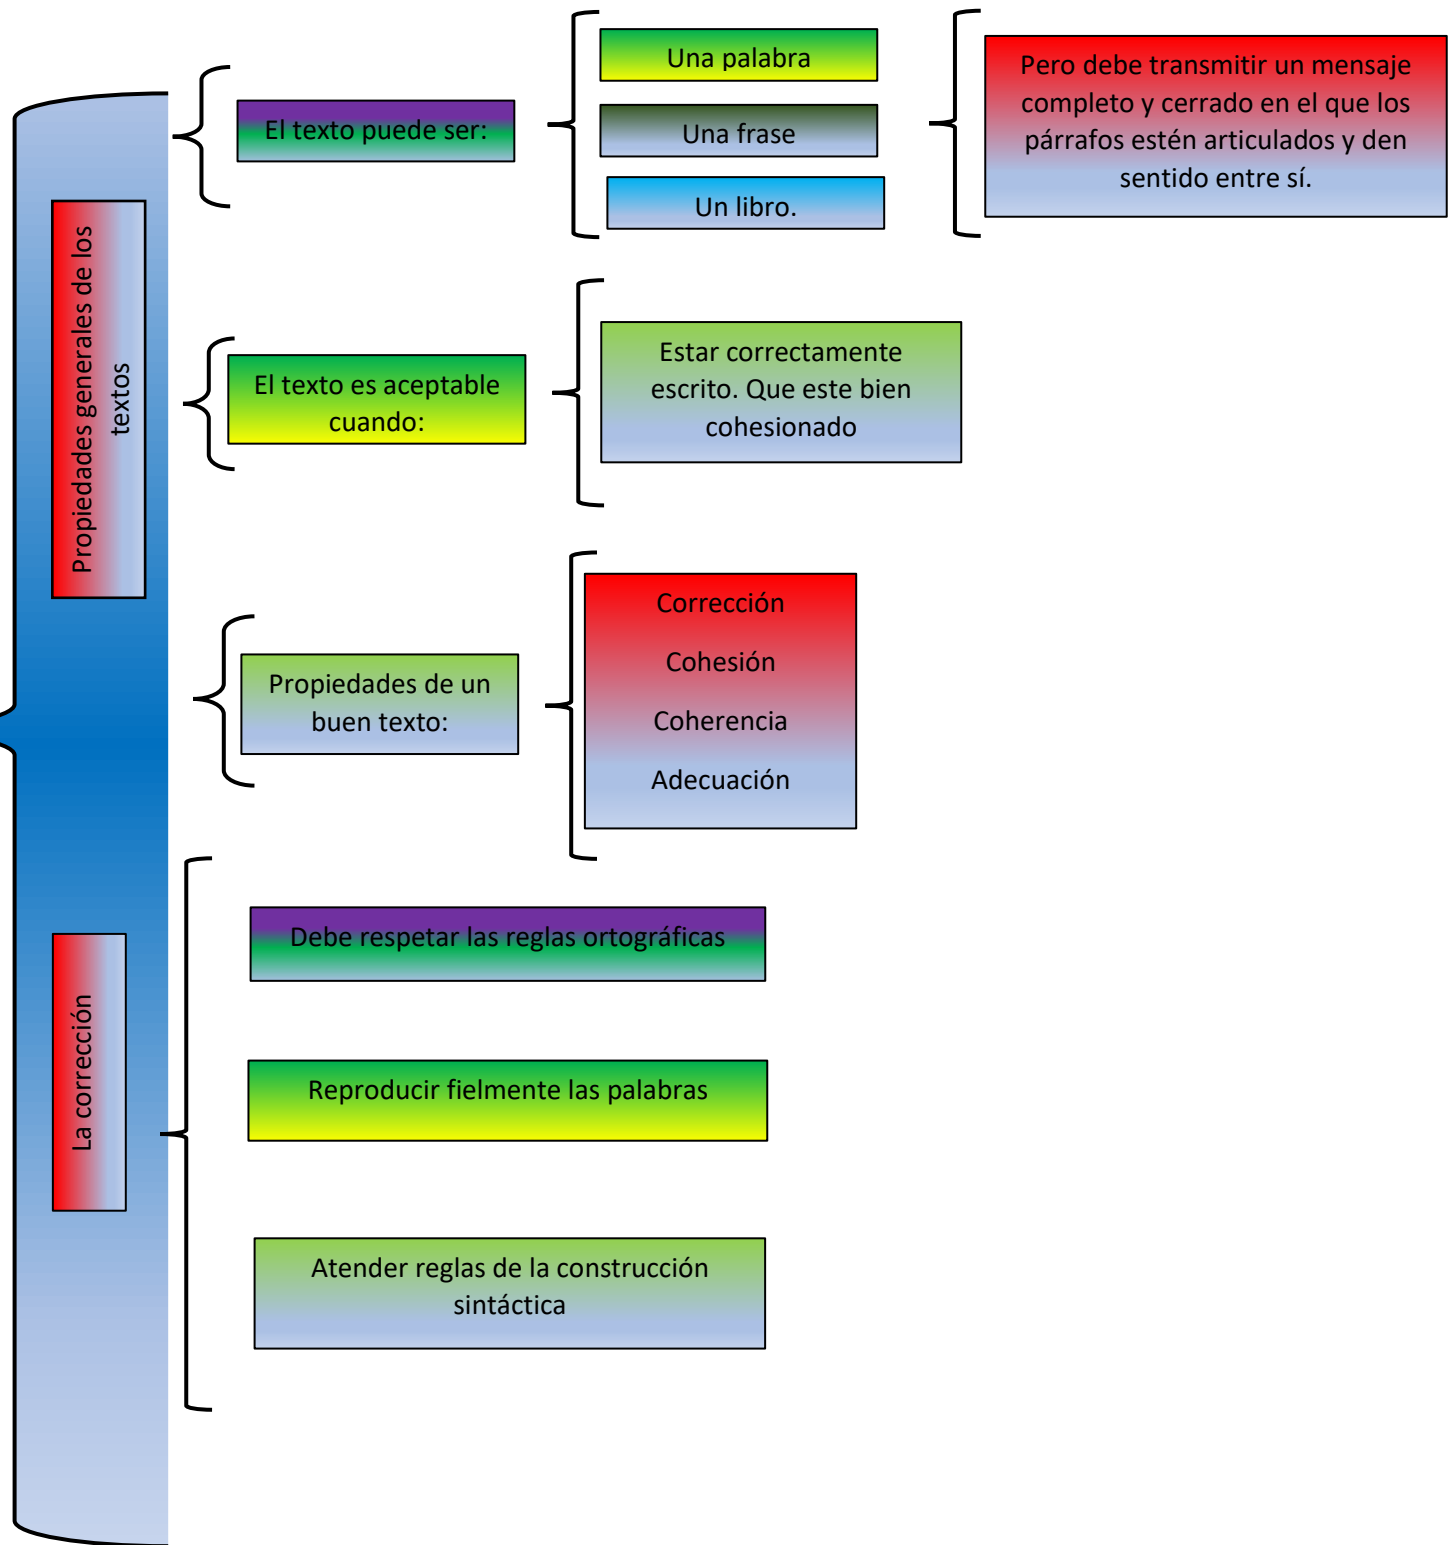 Propiedades generales de los
textos
El texto puede ser:
Una palabra
Una frase
Un libro.
Pero debe transmitir un mensaje
completo y cerrado en el que los
párrafos estén articulados y den
sentido entre sí.
El texto es aceptable
cuando:
Estar correctamente
escrito. Que este bien
cohesionado
Propiedades de un
buen texto:
Corrección
Cohesión
Coherencia
Adecuación
La corrección
Debe respetar las reglas ortográficas
Reproducir fielmente las palabras
Atender reglas de la construcción
sintáctica